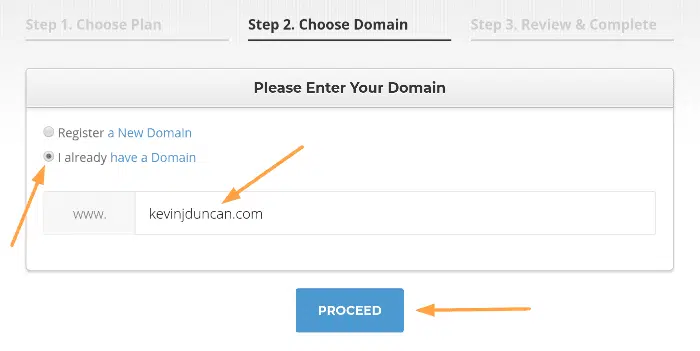 Step 1. Choose Plan
Step 2. Choose Domain
Step 3. Review & Complete
Please Enter Your Domain
Register a New Domain
I already have a Domain
www. kevinjduncan.com
PROCEED